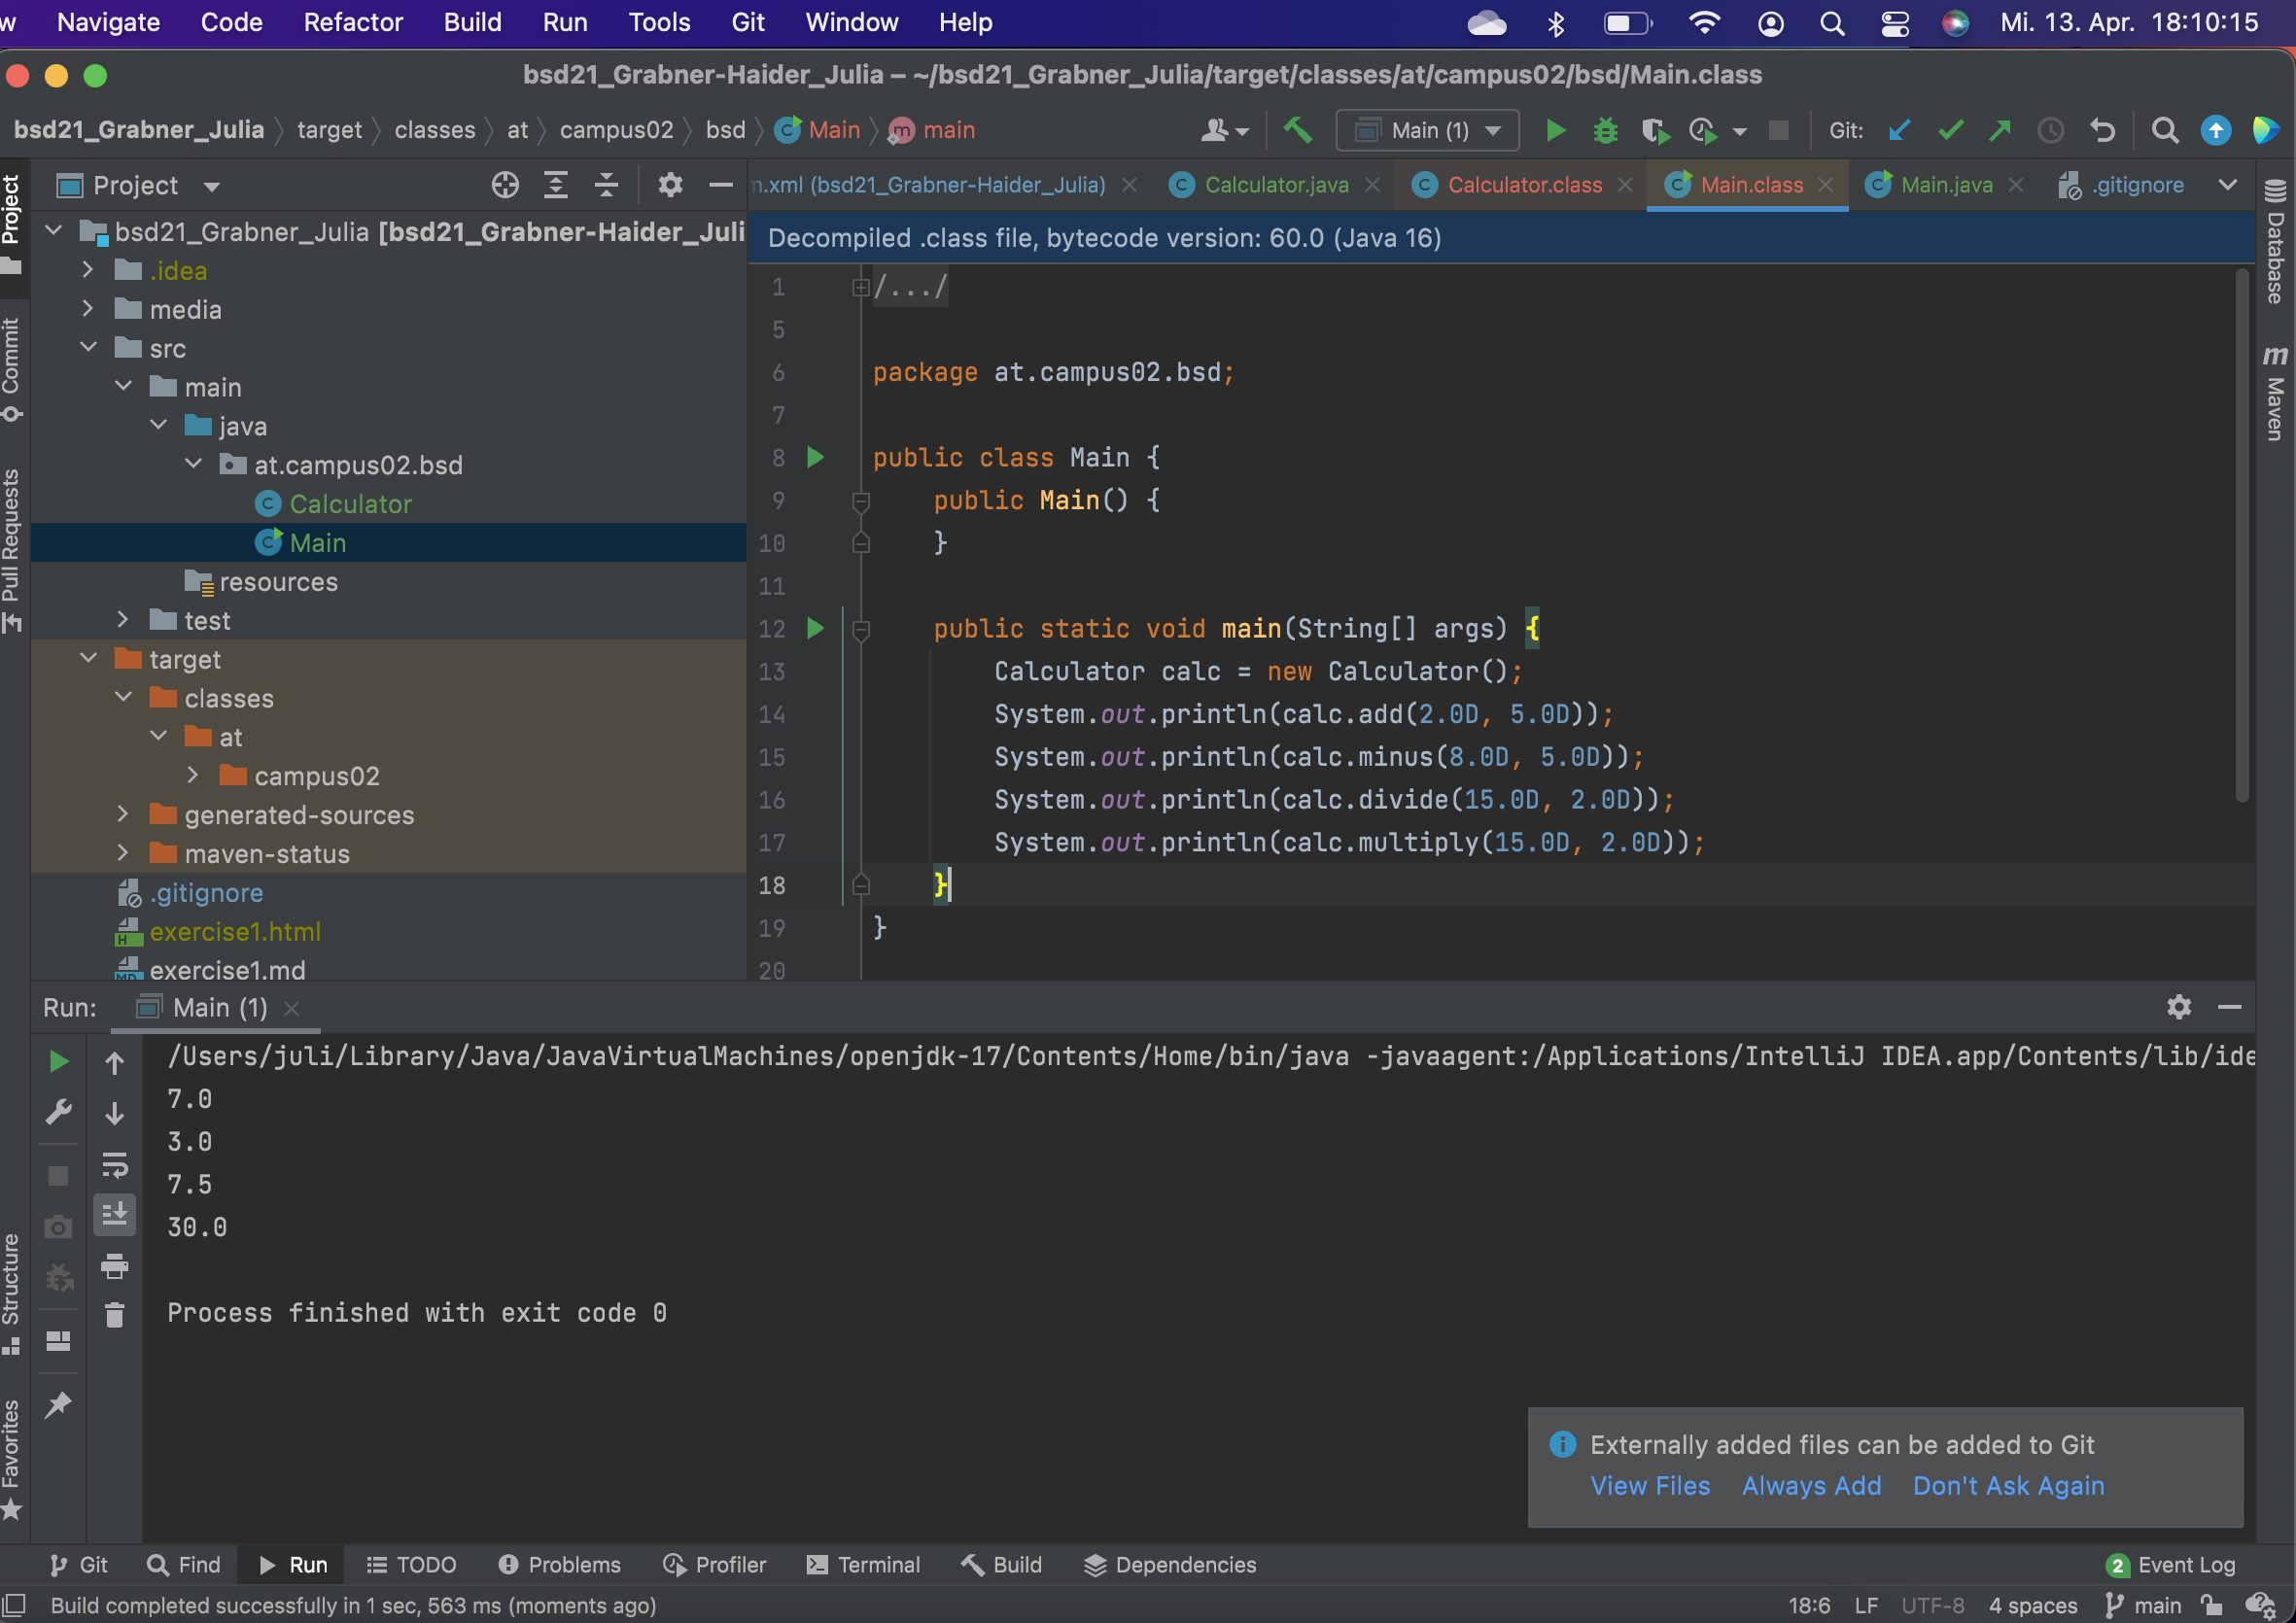 w Navigate Code Refactor Build Run Tools Git Window Help Mi. 13. Apr. 18:10:15
bsd21_Grabner-Haider_Julia – ~/bsd21_Grabner_Julia/target/classes/at/campus02/bsd/Main.class
bsd21_Grabner_Julia target classes at campus02 bsd Main main Main (1) Git:
Project
n.xml (bsd21_Grabner-Haider_Julia) Calculator.java Calculator.class Main.class Main.java .gitignore
Project
Commit
Pull Requests
Structure
Favorites
Database
m Maven
bsd21_Grabner_Julia [bsd21_Grabner-Haider_Juli
.idea
media
src
main
java
at.campus02.bsd
Calculator
Main
resources
test
target
classes
at
campus02
generated-sources
maven-status
.gitignore
exercise1.html
exercise1.md
Decompiled .class file, bytecode version: 60.0 (Java 16)
1 /.../
5
6 package at.campus02.bsd;
7
8 public class Main {
9 public Main() {
10 }
11
12 public static void main(String[] args) {
13 Calculator calc = new Calculator();
14 System.out.println(calc.add(2.0D, 5.0D));
15 System.out.println(calc.minus(8.0D, 5.0D));
16 System.out.println(calc.divide(15.0D, 2.0D));
17 System.out.println(calc.multiply(15.0D, 2.0D));
18 }
19 }
20
Run: Main (1)
/Users/juli/Library/Java/JavaVirtualMachines/openjdk-17/Contents/Home/bin/java -javaagent:/Applications/IntelliJ IDEA.app/Contents/lib/ide
7.0
3.0
7.5
30.0
Process finished with exit code 0
Externally added files can be added to Git
View Files Always Add Don't Ask Again
Git Find Run TODO Problems Profiler Terminal Build Dependencies 2 Event Log
Build completed successfully in 1 sec, 563 ms (moments ago) 18:6 LF UTF-8 4 spaces main